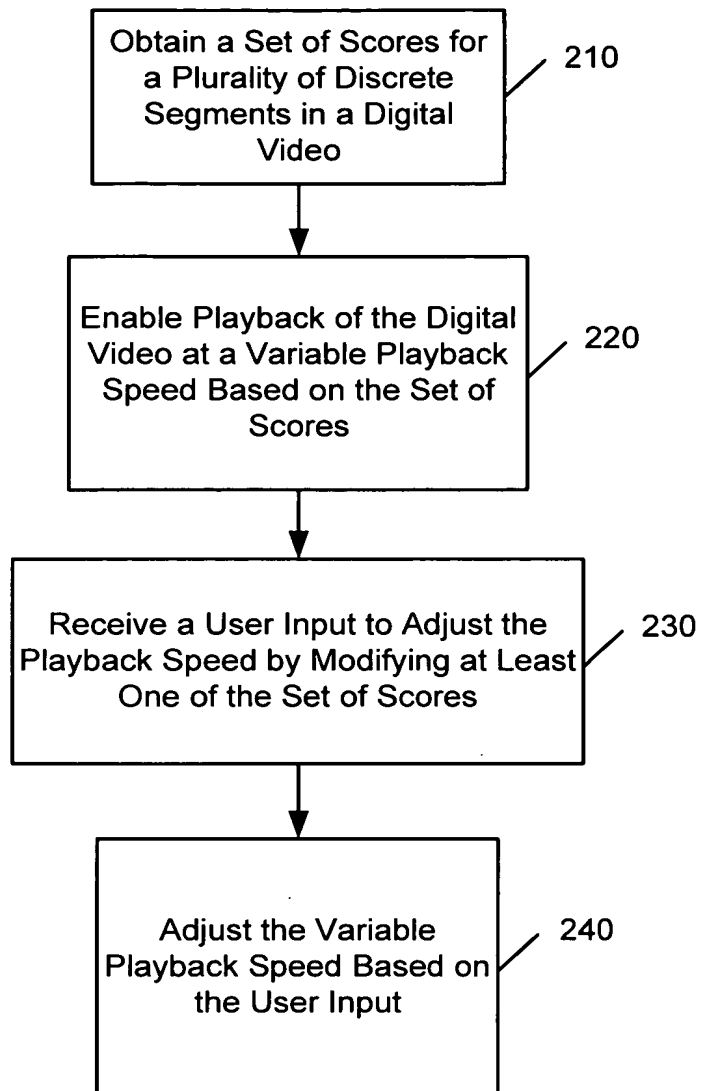 Obtain a Set of Scores for
a Plurality of Discrete
Segments in a Digital
Video
210
Enable Playback of the Digital
Video at a Variable Playback
Speed Based on the Set of
Scores
220
Receive a User Input to Adjust the
Playback Speed by Modifying at Least
One of the Set of Scores
230
Adjust the Variable
Playback Speed Based on
the User Input
240